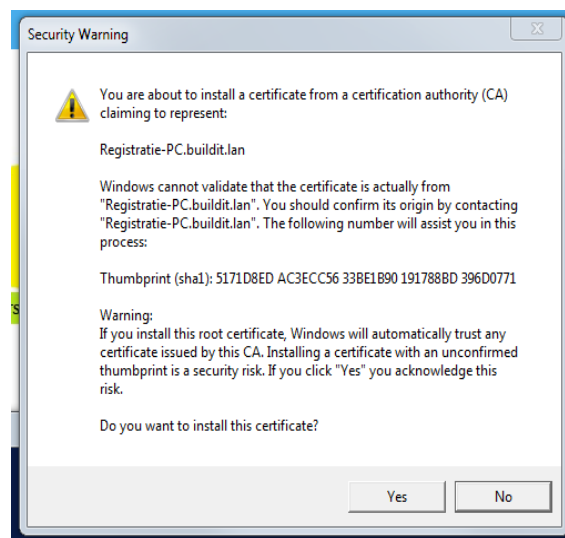 Security Warning
You are about to install a certificate from a certification authority (CA)
claiming to represent:
Registratie-PC.buildit.lan
Windows cannot validate that the certificate is actually from
"Registratie-PC.buildit.lan". You should confirm its origin by contacting
"Registratie-PC.buildit.lan". The following number will assist you in this
process:
Thumbprint (sha1): 5171D8ED AC3ECC56 33BE1B90 191788BD 396D0771
Warning:
If you install this root certificate, Windows will automatically trust any
certificate issued by this CA. Installing a certificate with an unconfirmed
thumbprint is a security risk. If you click "Yes" you acknowledge this
risk.
Do you want to install this certificate?
Yes No